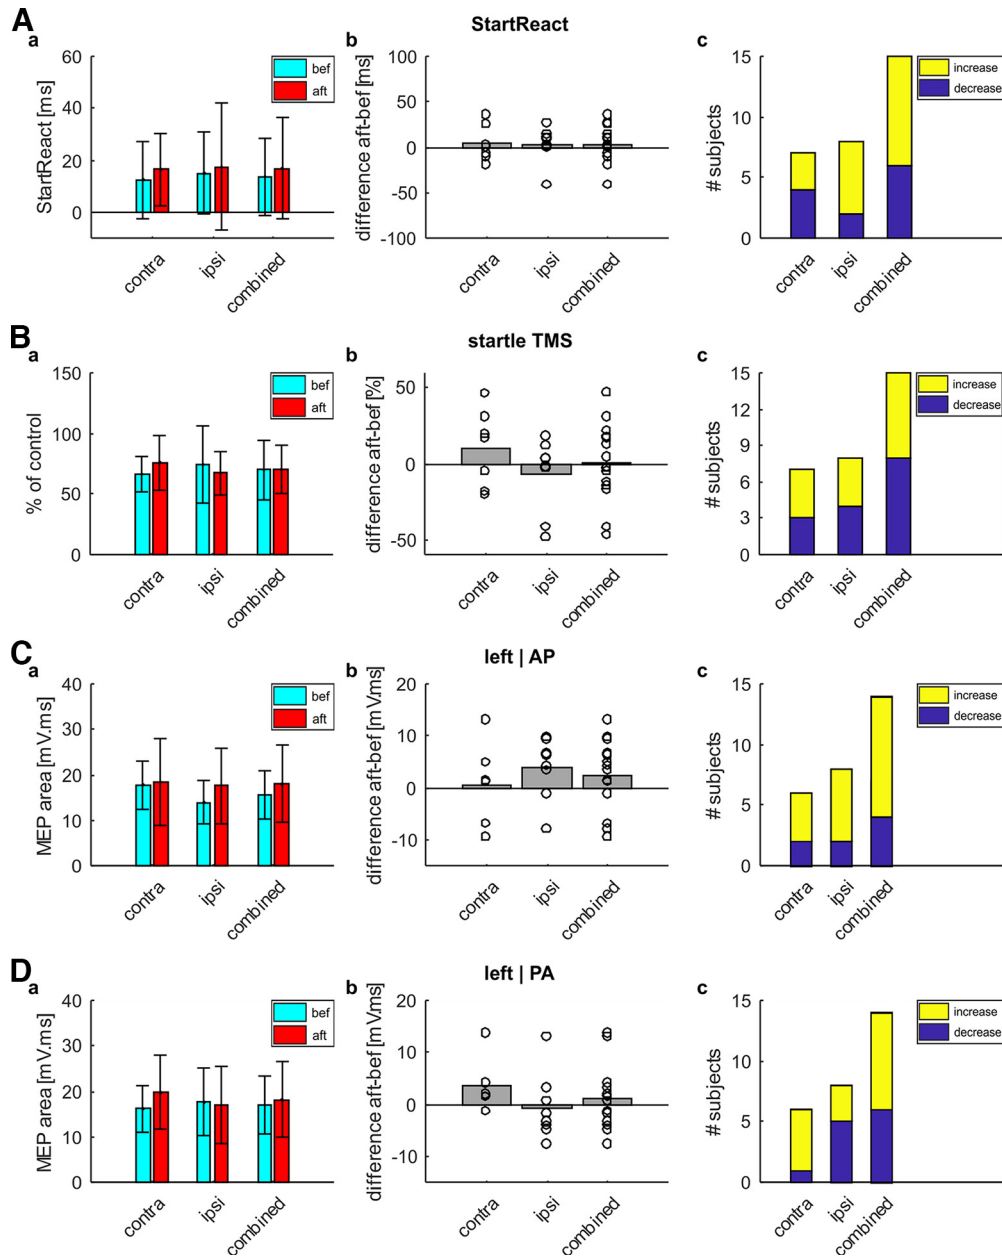 A
StartReact
a
StartReact [ms]
60
40
20
0
bef
aft
contra
ipsi
combined
b
difference aft-bef [ms]
100
50
0
-50
-100
contra
ipsi
combined
c
# subjects
15
10
5
0
increase
decrease
contra
ipsi
combined
B
startle TMS
a
% of control
150
100
50
0
bef
aft
contra
ipsi
combined
b
difference aft-bef [%]
50
0
-50
contra
ipsi
combined
c
# subjects
15
12
9
6
3
0
increase
decrease
contra
ipsi
combined
C
left | AP
a
MEP area [mV.ms]
40
30
20
10
0
bef
aft
contra
ipsi
combined
b
difference aft-bef [mV.ms]
20
10
0
-10
contra
ipsi
combined
c
# subjects
15
10
5
0
increase
decrease
contra
ipsi
combined
D
left | PA
a
MEP area [mV.ms]
40
30
20
10
0
bef
aft
contra
ipsi
combined
b
difference aft-bef [mV.ms]
20
10
0
-10
contra
ipsi
combined
c
# subjects
15
10
5
0
increase
decrease
contra
ipsi
combined